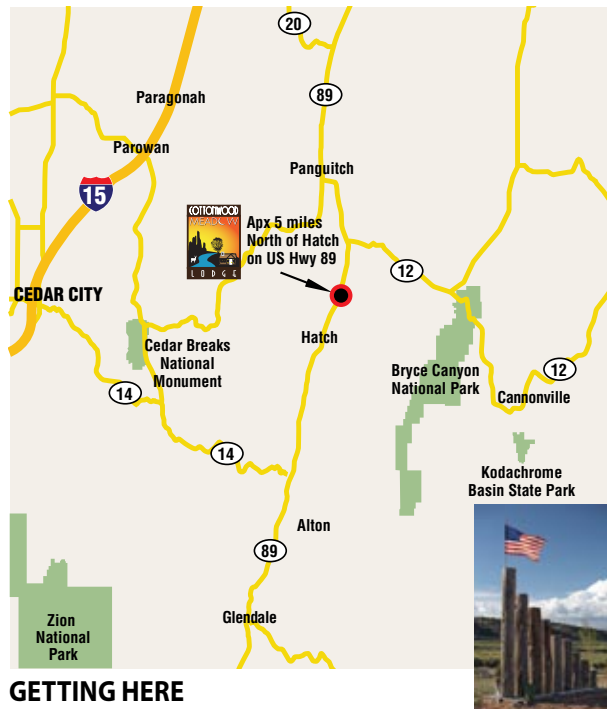 20
Paragonah
89
Parowan
Panguitch
15
COTTONWOOD
MEADOW
LODGE
Apx 5 miles
North of Hatch
on US Hwy 89
12
CEDAR CITY
Hatch
Cedar Breaks
National
Monument
Bryce Canyon
National Park
12
14
Cannonville
14
Kodachrome
Basin State Park
Alton
89
Glendale
Zion
National
Park
GETTING HERE